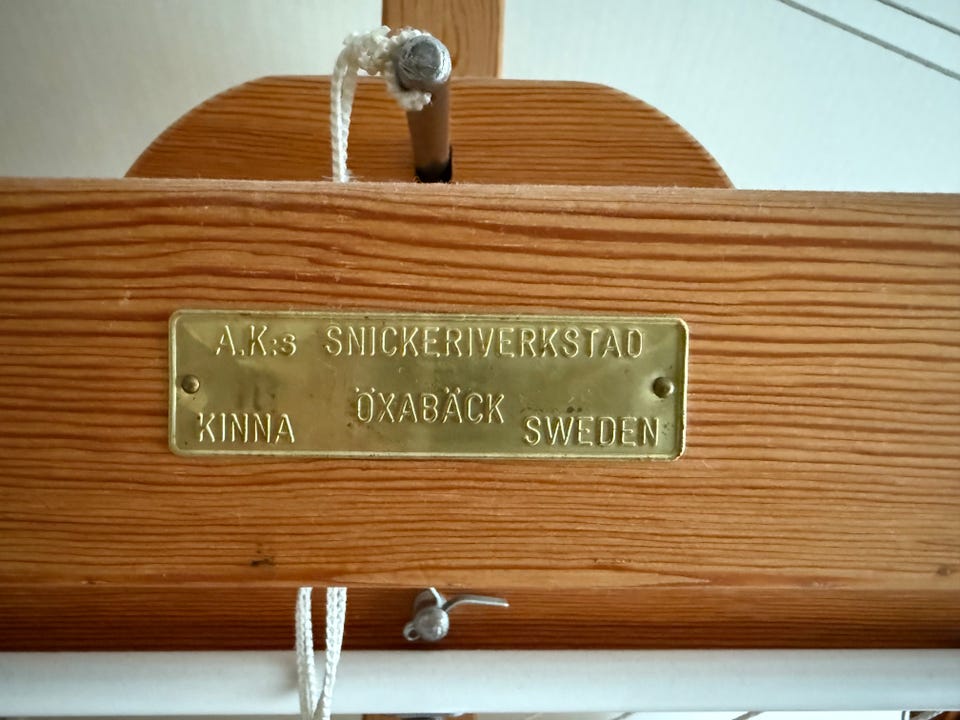 A.K:s SNICKERIVERKSTAD
ÖXABÄCK
KINNA SWEDEN